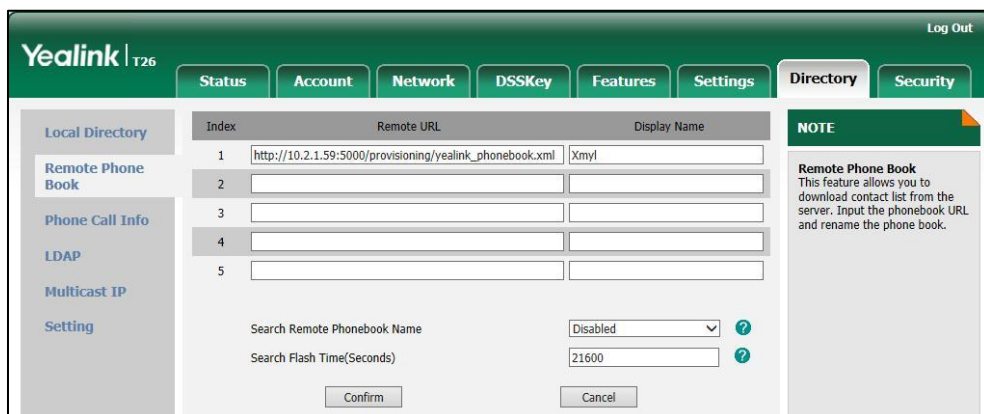 Log Out
Yealink T26
Status Account Network DSSKey Features Settings Directory Security
Local Directory
Remote Phone
Book
Phone Call Info
LDAP
Multicast IP
Setting
Index Remote URL Display Name
1 http://10.2.1.59:5000/provisioning/yealink_phonebook.xml Xmyl
2
3
4
5
Search Remote Phonebook Name Disabled ?
Search Flash Time(Seconds) 21600 ?
Confirm Cancel
NOTE
Remote Phone Book
This feature allows you to
download contact list from the
server. Input the phonebook URL
and rename the phone book.